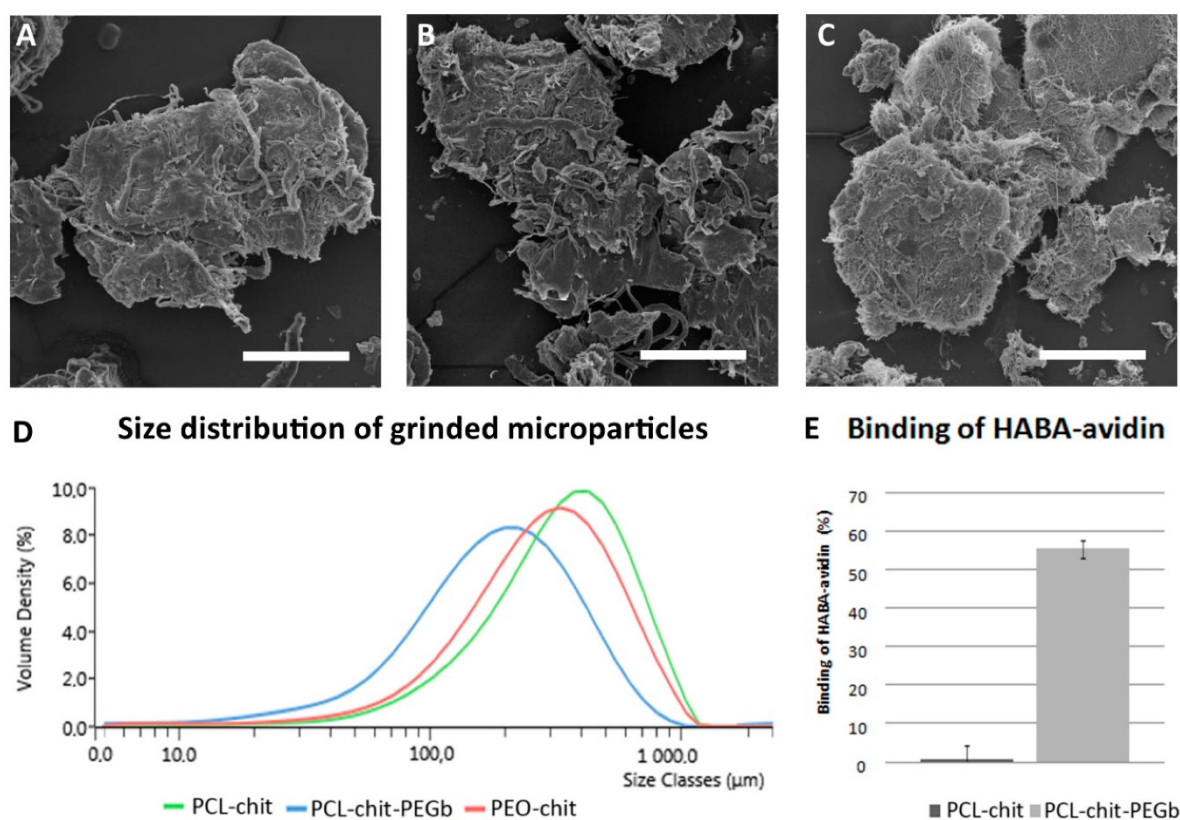 A
B
C
D Size distribution of grinded microparticles
Volume Density (%)
10,0
8,0
6,0
4,0
2,0
0,0
0,0 10,0 100,0 1 000,0
Size Classes (µm)
PCL-chit PCL-chit-PEGb PEO-chit
E Binding of HABA-avidin
Binding of HABA-avidin (%)
70
60
50
40
30
20
10
0
PCL-chit PCL-chit-PEGb